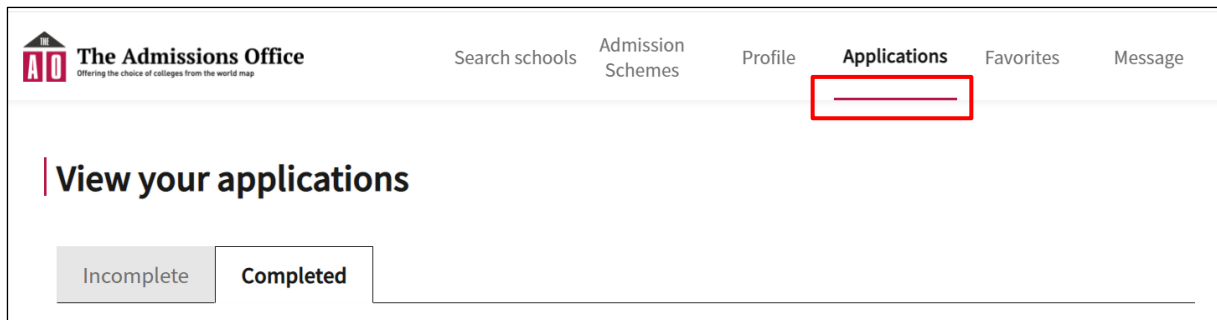 THE
AO
The Admissions Office
Offering the choice of colleges from the world map
Search schools
Admission
Schemes
Profile
Applications
Favorites
Message
View your applications
Incomplete
Completed